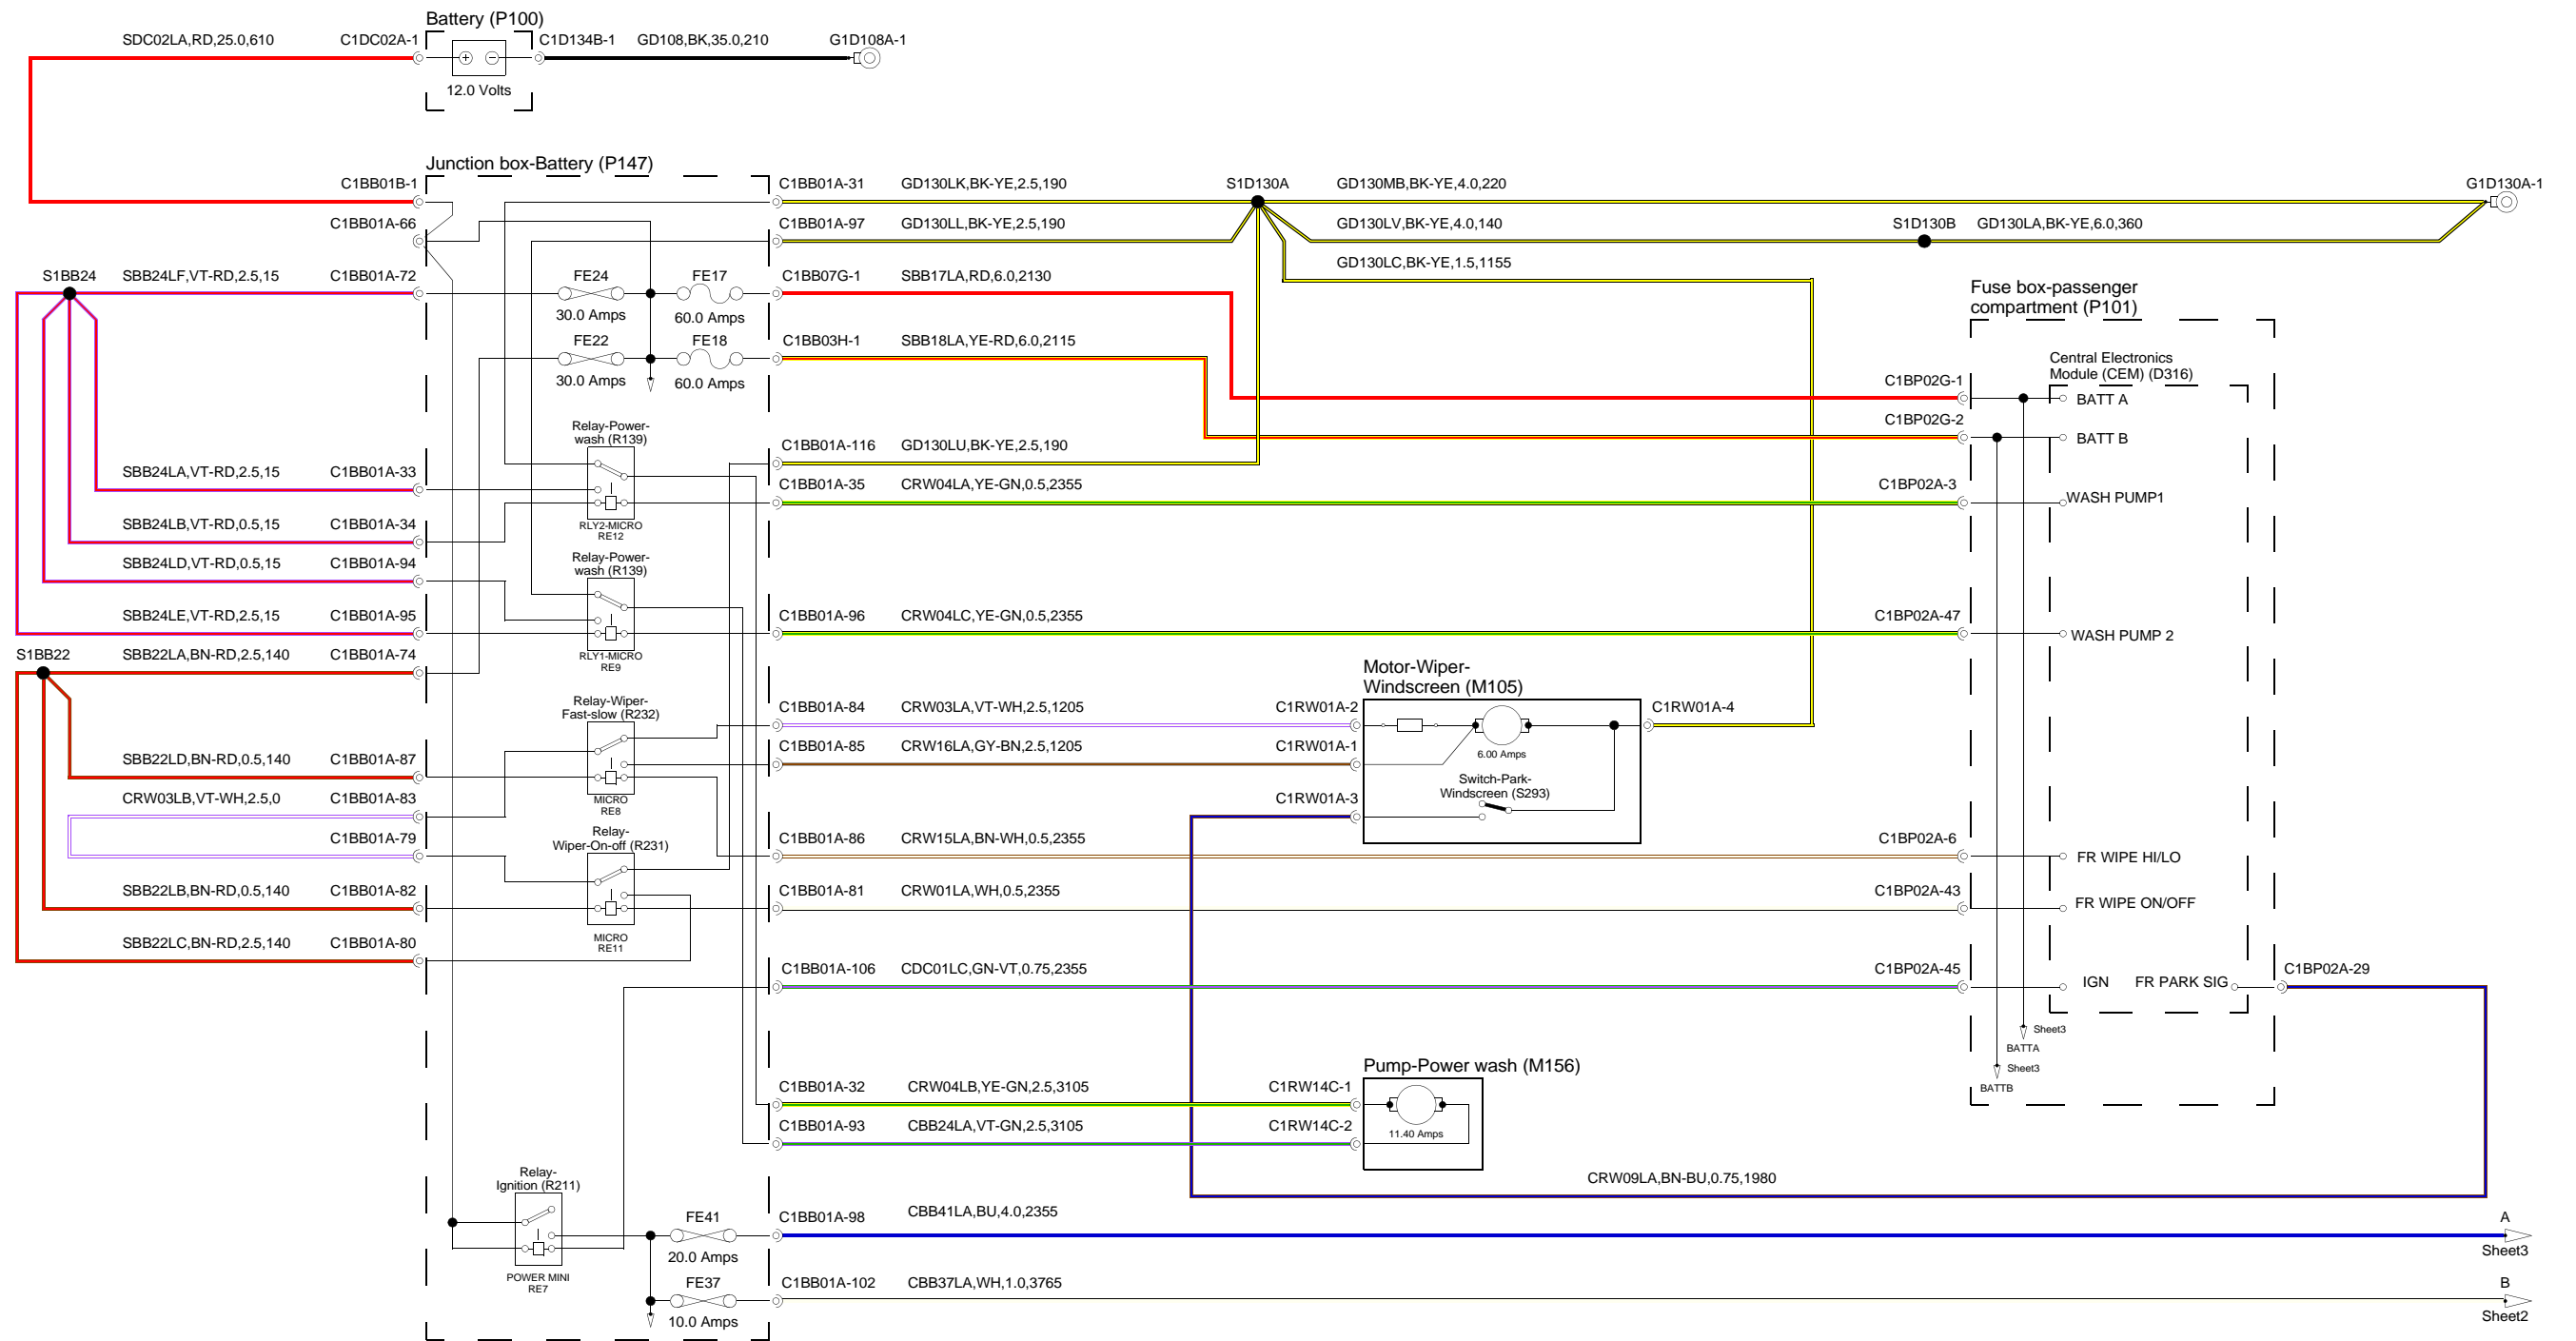 Battery (P100)
SDC02LA,RD,25.0,610
C1DC02A-1
C1D134B-1
GD108,BK,35.0,210
G1D108A-1
12.0 Volts
Junction box-Battery (P147)
C1BB01B-1
C1BB01A-31
GD130LK,BK-YE,2.5,190
S1D130A
GD130MB,BK-YE,4.0,220
G1D130A-1
C1BB01A-66
C1BB01A-97
GD130LL,BK-YE,2.5,190
GD130LV,BK-YE,4.0,140
S1D130B
GD130LA,BK-YE,6.0,360
GD130LC,BK-YE,1.5,1155
S1BB24
SBB24LF,VT-RD,2.5,15
C1BB01A-72
FE24
FE17
C1BB07G-1
SBB17LA,RD,6.0,2130
30.0 Amps
60.0 Amps
Fuse box-passenger
compartment (P101)
FE22
FE18
C1BB03H-1
SBB18LA,YE-RD,6.0,2115
30.0 Amps
60.0 Amps
Central Electronics
Module (CEM) (D316)
C1BP02G-1
BATT A
C1BP02G-2
BATT B
Relay-Power-
wash (R139)
C1BB01A-116
GD130LU,BK-YE,2.5,190
SBB24LA,VT-RD,2.5,15
C1BB01A-33
C1BB01A-35
CRW04LA,YE-GN,0.5,2355
C1BP02A-3
WASH PUMP1
SBB24LB,VT-RD,0.5,15
C1BB01A-34
RLY2-MICRO
RE12
SBB24LD,VT-RD,0.5,15
C1BB01A-94
Relay-Power-
wash (R139)
SBB24LE,VT-RD,2.5,15
C1BB01A-95
C1BB01A-96
CRW04LC,YE-GN,0.5,2355
C1BP02A-47
WASH PUMP 2
RLY1-MICRO
RE9
S1BB22
SBB22LA,BN-RD,2.5,140
C1BB01A-74
Motor-Wiper-
Windscreen (M105)
Relay-Wiper-
Fast-slow (R232)
C1BB01A-84
CRW03LA,VT-WH,2.5,1205
C1RW01A-2
C1RW01A-4
C1BB01A-85
CRW16LA,GY-BN,2.5,1205
C1RW01A-1
6.00 Amps
SBB22LD,BN-RD,0.5,140
C1BB01A-87
Switch-Park-
Windscreen (S293)
CRW03LB,VT-WH,2.5,0
C1BB01A-83
MICRO
RE8
C1RW01A-3
C1BB01A-79
Relay-
Wiper-On-off (R231)
C1BB01A-86
CRW15LA,BN-WH,0.5,2355
C1BP02A-6
FR WIPE HI/LO
SBB22LB,BN-RD,0.5,140
C1BB01A-82
C1BB01A-81
CRW01LA,WH,0.5,2355
C1BP02A-43
FR WIPE ON/OFF
SBB22LC,BN-RD,2.5,140
C1BB01A-80
MICRO
RE11
C1BB01A-106
CDC01LC,GN-VT,0.75,2355
C1BP02A-45
IGN
FR PARK SIG
C1BP02A-29
Sheet3
BATTA
Sheet3
BATTB
Pump-Power wash (M156)
C1BB01A-32
CRW04LB,YE-GN,2.5,3105
C1RW14C-1
C1BB01A-93
CBB24LA,VT-GN,2.5,3105
C1RW14C-2
11.40 Amps
CRW09LA,BN-BU,0.75,1980
Relay-
Ignition (R211)
FE41
C1BB01A-98
CBB41LA,BU,4.0,2355
A
20.0 Amps
Sheet3
POWER MINI
RE7
FE37
C1BB01A-102
CBB37LA,WH,1.0,3765
B
10.0 Amps
Sheet2